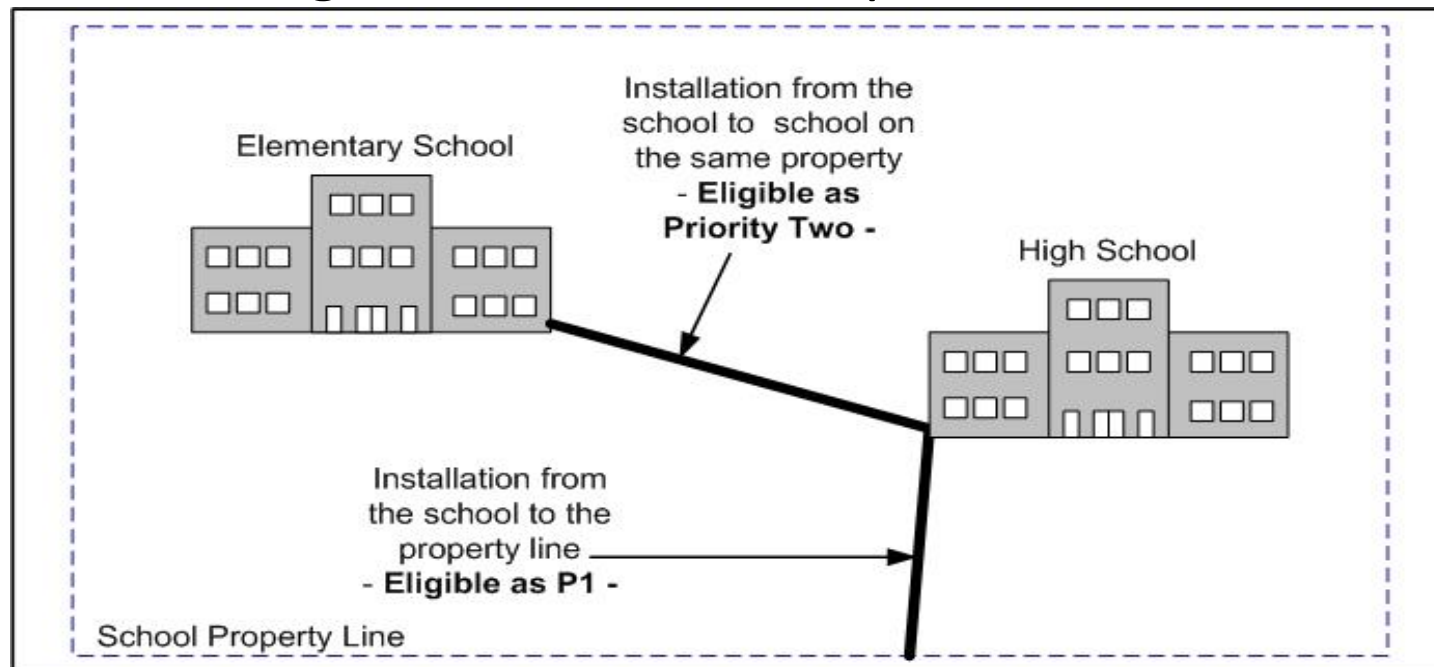 Installation from the
school to school on
the same property
- Eligible as
Priority Two -
Elementary School
High School
Installation from
the school to the
property line
- Eligible as P1 -
School Property Line